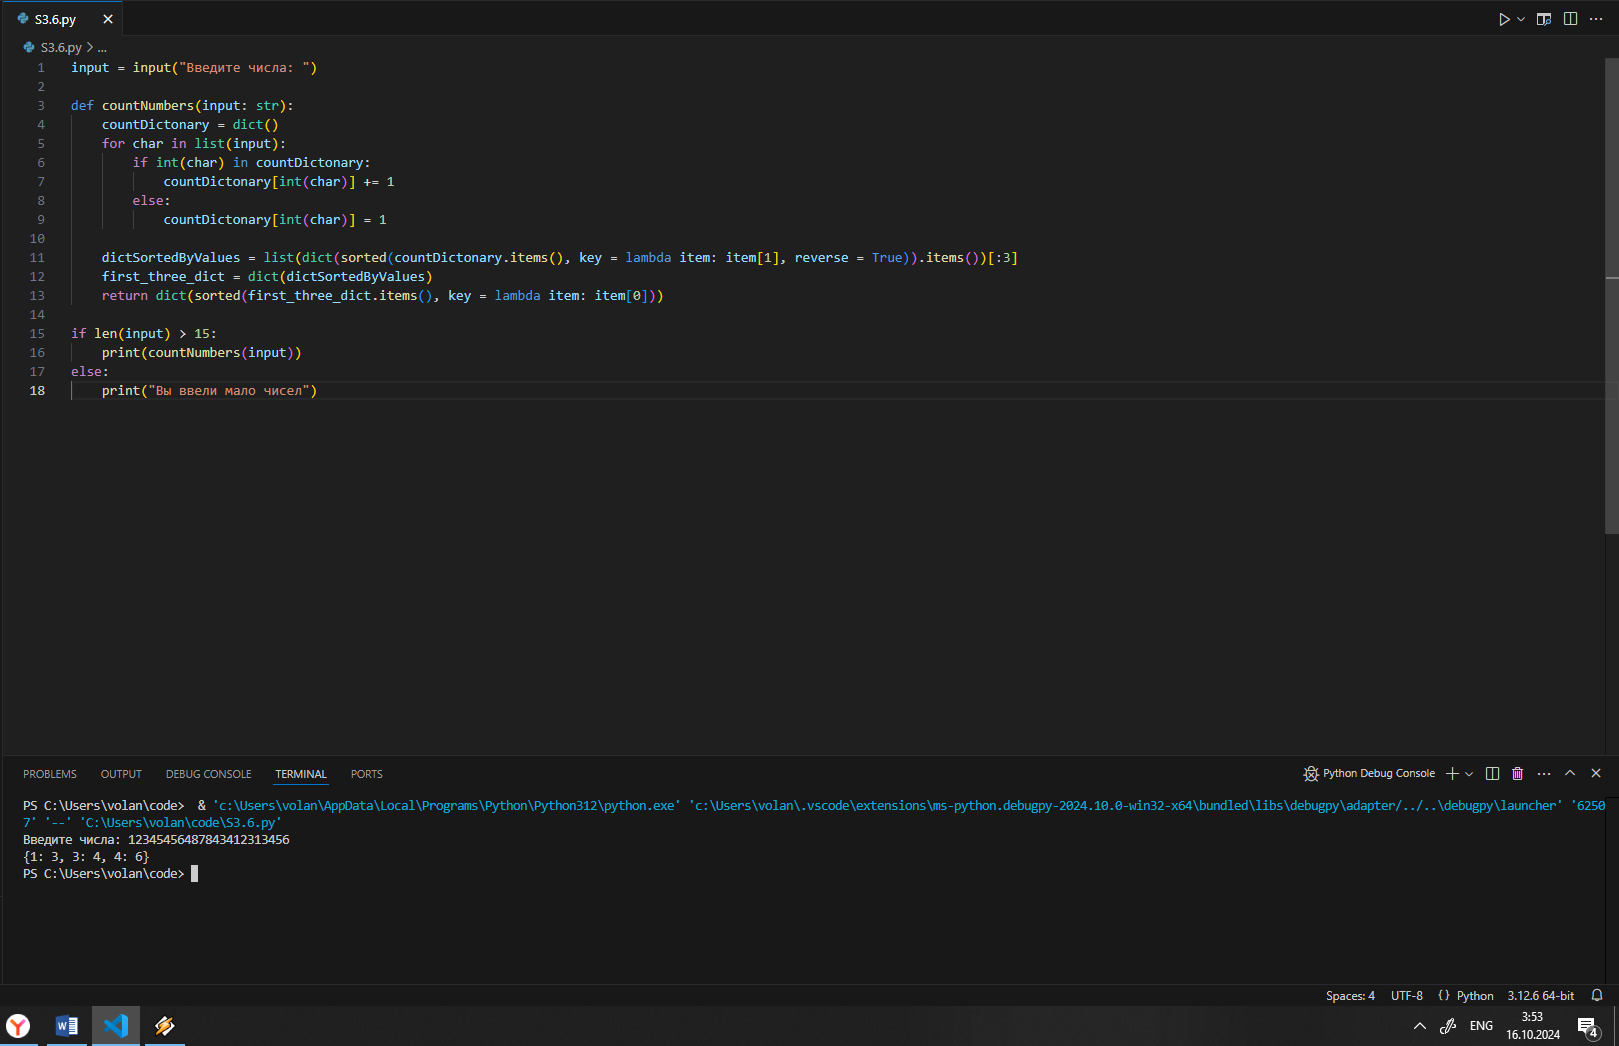 S3.6.py
S3.6.py > ...
1 input = input("Введите числа: ")
2
3 def countNumbers(input: str):
4 countDictonary = dict()
5 for char in list(input):
6 if int(char) in countDictonary:
7 countDictonary[int(char)] += 1
8 else:
9 countDictonary[int(char)] = 1
10
11 dictSortedByValues = list(dict(sorted(countDictonary.items(), key = lambda item: item[1], reverse = True)).items())[:3]
12 first_three_dict = dict(dictSortedByValues)
13 return dict(sorted(first_three_dict.items(), key = lambda item: item[0]))
14
15 if len(input) > 15:
16 print(countNumbers(input))
17 else:
18 print("Вы ввели мало чисел")
PROBLEMS OUTPUT DEBUG CONSOLE TERMINAL PORTS Python Debug Console
PS C:\Users\volan\code> & 'c:\Users\volan\AppData\Local\Programs\Python\Python312\python.exe' 'c:\Users\volan\.vscode\extensions\ms-python.debugpy-2024.10.0-win32-x64\bundled\libs\debugpy\adapter/../..\debugpy\launcher' '6250
7' '--' 'C:\Users\volan\code\S3.6.py'
Введите числа: 12345456487843412313456
{1: 3, 3: 4, 4: 6}
PS C:\Users\volan\code>
Spaces: 4 UTF-8 {} Python 3.12.6 64-bit
ENG 3:53
16.10.2024 4